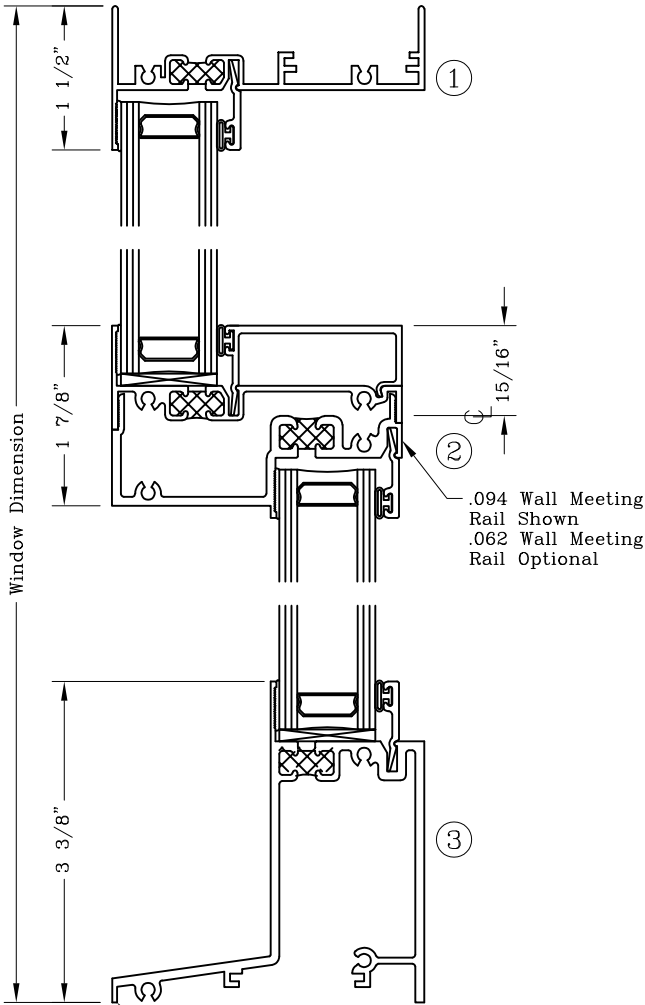 1 1/2"
1
1 7/8"
15/16"
℄
2
Window Dimension
.094 Wall Meeting
Rail Shown
.062 Wall Meeting
Rail Optional
3 3/8"
3